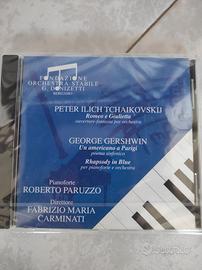 FONDAZIONE
ORCHESTRA STABILE
G. DONIZETTI
BERGAMO
PETER ILICH TCHAIKOVSKIJ
Romeo e Giulietta
ouverture-fantasia per orchestra
GEORGE GERSHWIN
Un americano a Parigi
poema sinfonico
Rhapsody in Blue
per pianoforte e orchestra
Pianoforte
ROBERTO PARUZZO
Direttore
FABRIZIO MARIA
CARMINATI
subito